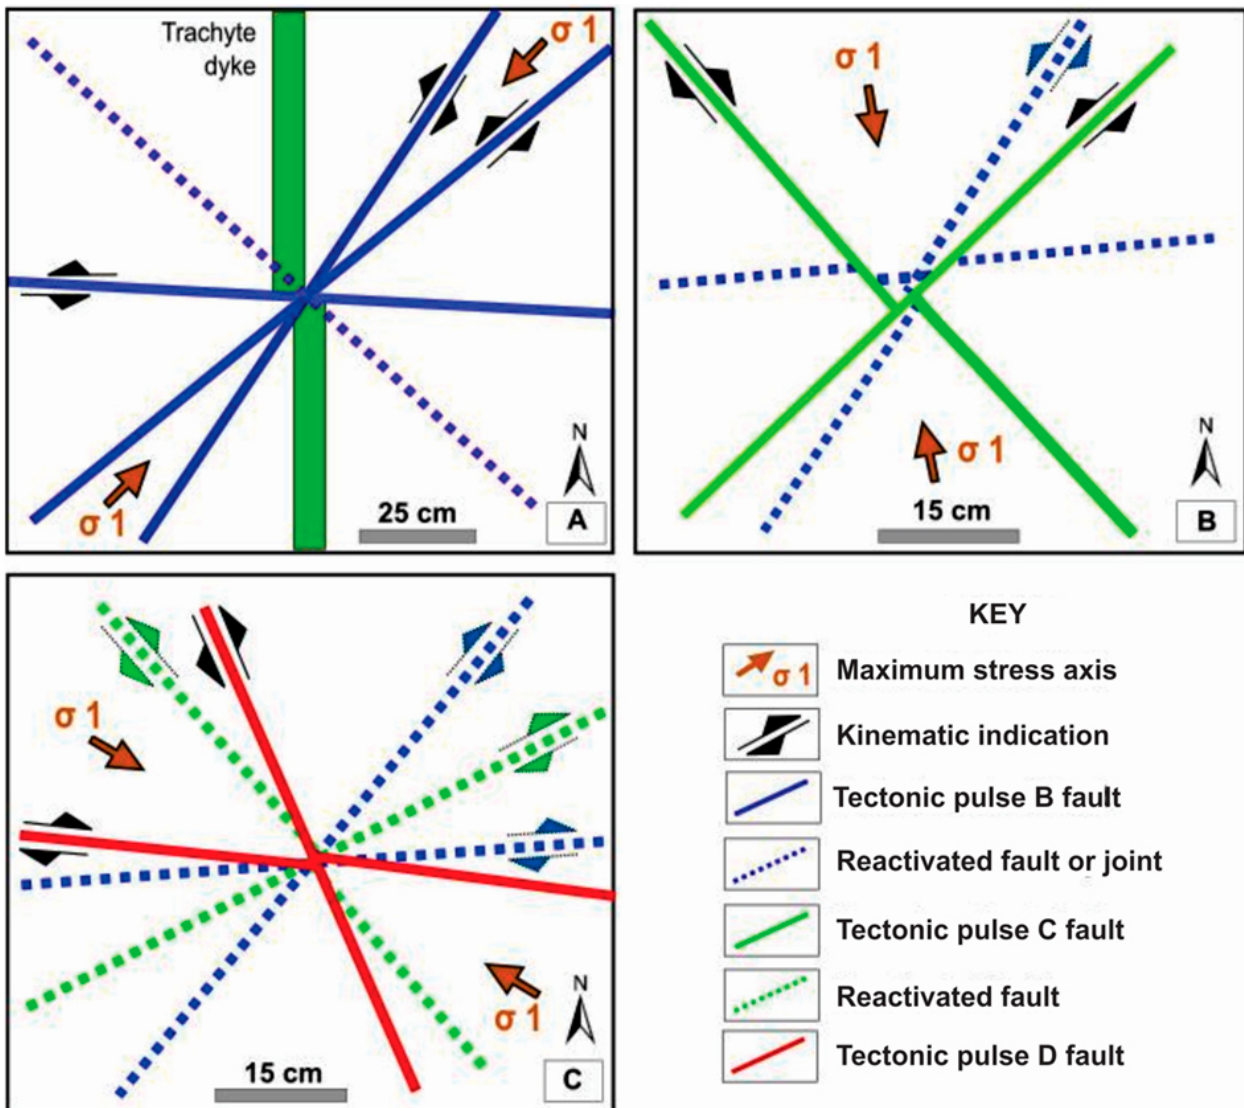 Trachyte
dyke
σ 1
σ 1
N
25 cm
A
σ 1
σ 1
N
15 cm
B
σ 1
σ 1
N
15 cm
C
KEY
σ 1
Maximum stress axis
Kinematic indication
Tectonic pulse B fault
Reactivated fault or joint
Tectonic pulse C fault
Reactivated fault
Tectonic pulse D fault